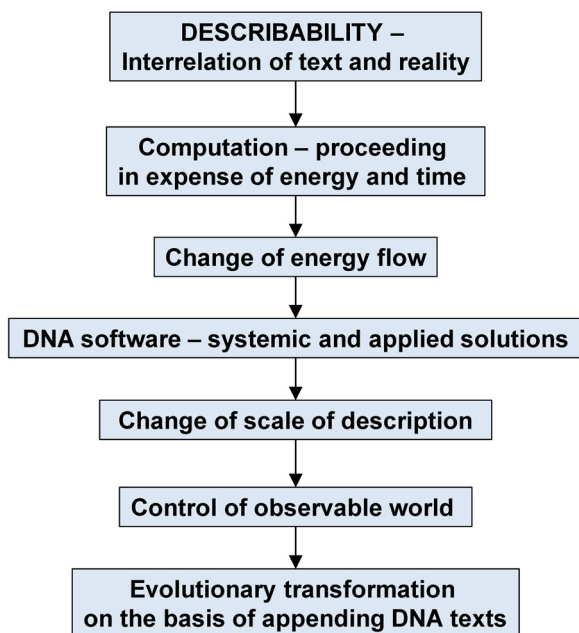 DESCRIBABILITY –
Interrelation of text and reality
Computation – proceeding
in expense of energy and time
Change of energy flow
DNA software – systemic and applied solutions
Change of scale of description
Control of observable world
Evolutionary transformation
on the basis of appending DNA texts